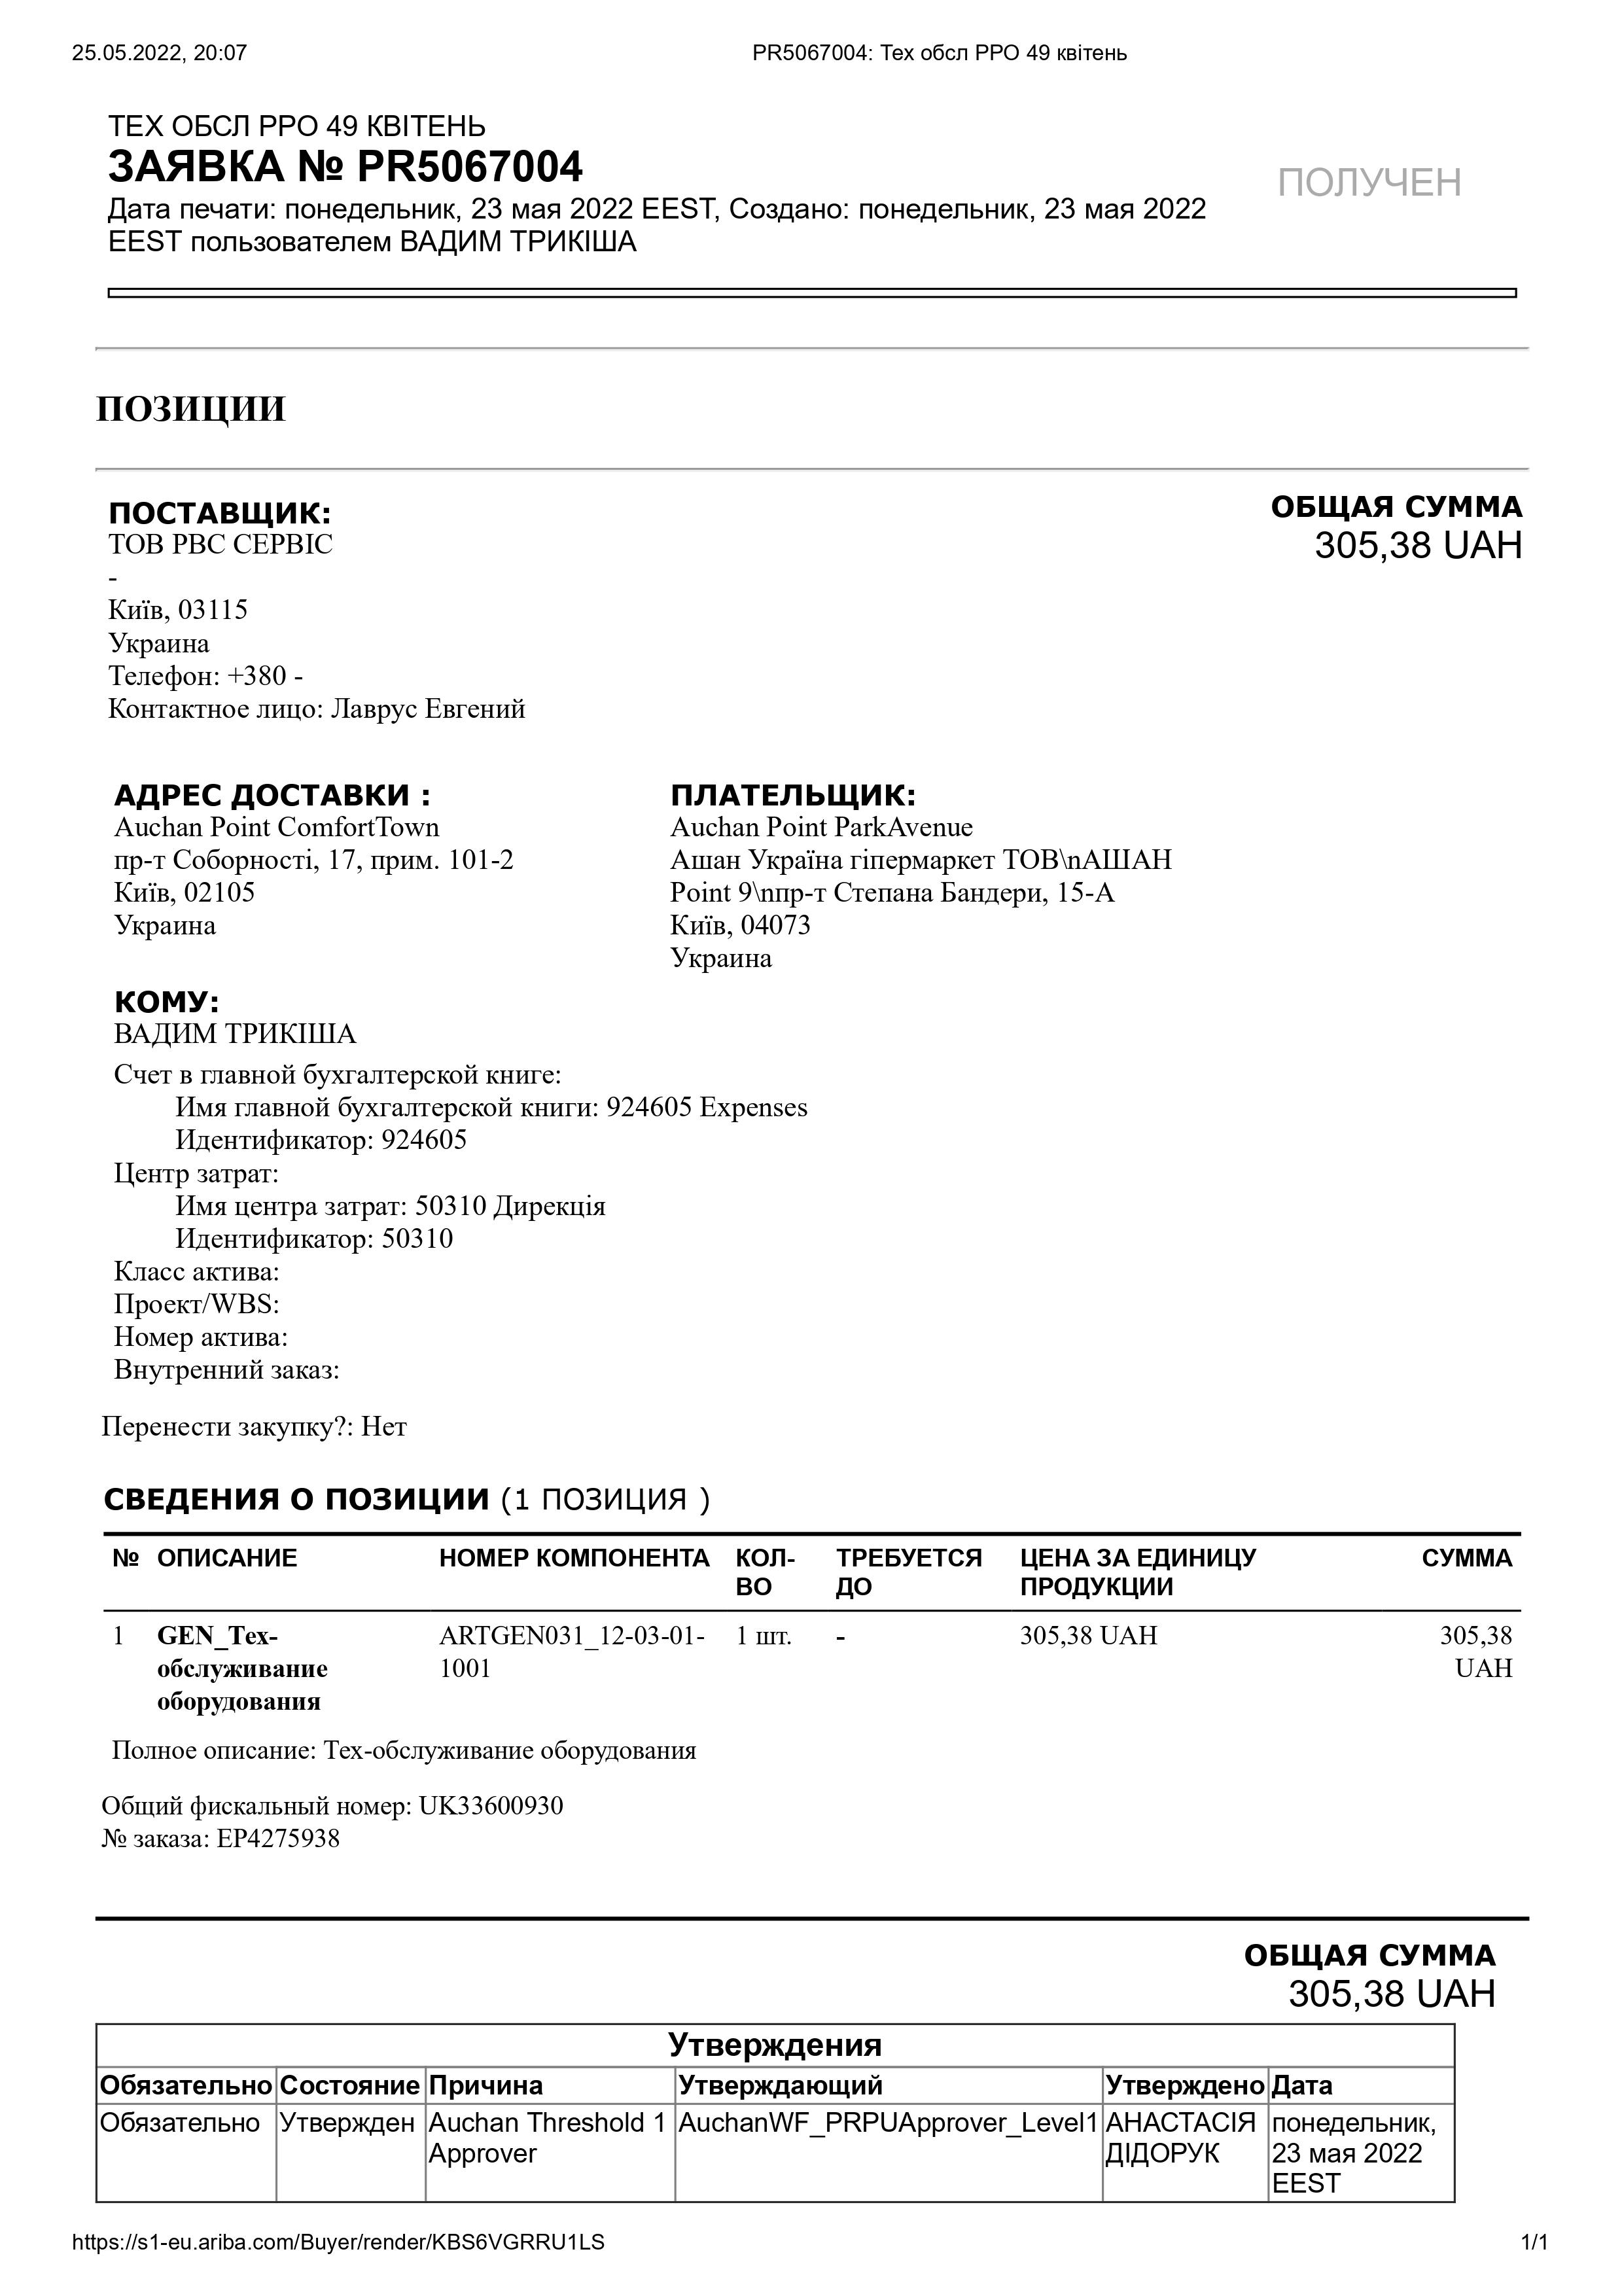 25.05.2022, 20:07
PR5067004: Тех обсл РРО 49 квітень
ТЕХ ОБСЛ РРО 49 КВІТЕНЬ
ЗАЯВКА № PR5067004
ПОЛУЧЕН
Дата печати: понедельник, 23 мая 2022 EEST, Создано: понедельник, 23 мая 2022
EEST пользователем ВАДИМ ТРИКІША
ПОЗИЦИИ
ПОСТАВЩИК:
ТОВ РВС СЕРВІС
-
Київ, 03115
Украина
Телефон: +380 -
Контактное лицо: Лаврус Евгений
ОБЩАЯ СУММА
305,38 UAH
АДРЕС ДОСТАВКИ :
Auchan Point ComfortTown
пр-т Соборності, 17, прим. 101-2
Київ, 02105
Украина
ПЛАТЕЛЬЩИК:
Auchan Point ParkAvenue
Ашан Україна гіпермаркет ТОВ\nАШАН
Point 9\nпр-т Степана Бандери, 15-А
Київ, 04073
Украина
КОМУ:
ВАДИМ ТРИКІША
Счет в главной бухгалтерской книге:
Имя главной бухгалтерской книги: 924605 Expenses
Идентификатор: 924605
Центр затрат:
Имя центра затрат: 50310 Дирекція
Идентификатор: 50310
Класс актива:
Проект/WBS:
Номер актива:
Внутренний заказ:
Перенести закупку?: Нет
СВЕДЕНИЯ О ПОЗИЦИИ (1 ПОЗИЦИЯ )
№ ОПИСАНИЕ НОМЕР КОМПОНЕНТА КОЛ- ТРЕБУЕТСЯ ЦЕНА ЗА ЕДИНИЦУ СУММА
ВО ДО ПРОДУКЦИИ
1 GEN_Тех- ARTGEN031_12-03-01- 1 шт. - 305,38 UAH 305,38
обслуживание 1001 UAH
оборудования
Полное описание: Тех-обслуживание оборудования
Общий фискальный номер: UK33600930
№ заказа: EP4275938
ОБЩАЯ СУММА
305,38 UAH
Утверждения
Обязательно Состояние Причина Утверждающий Утверждено Дата
Обязательно Утвержден Auchan Threshold 1 AuchanWF_PRPUApprover_Level1 АНАСТАСІЯ понедельник,
Approver ДІДОРУК 23 мая 2022
EEST
https://s1-eu.ariba.com/Buyer/render/KBS6VGRRU1LS
1/1